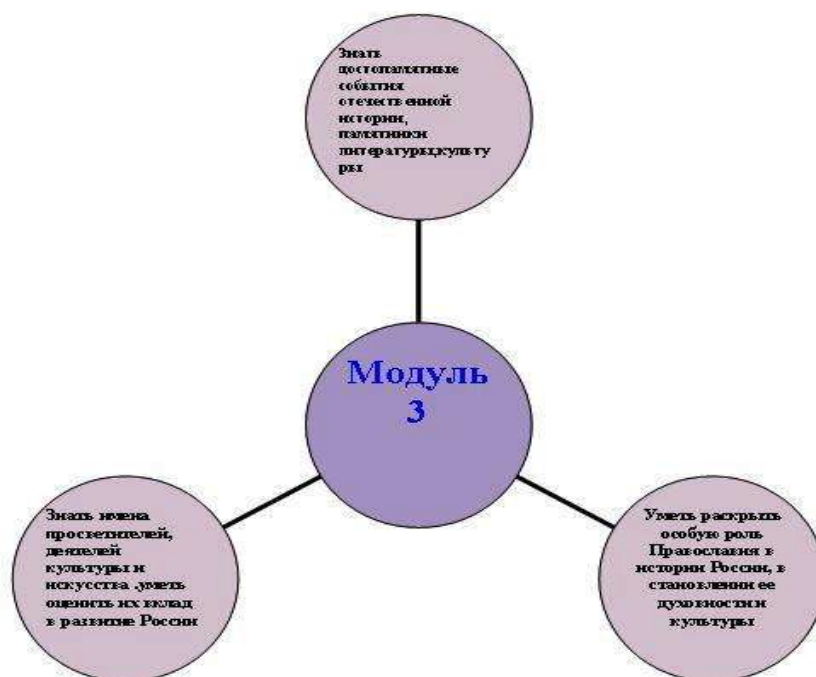 Знать
достопамятные
события
отечественной
истории,
памятники
литературы,культу
ры
Модуль
3
Знать имена
просветителей,
деятелей
культуры и
искусства .уметь
оценить их вклад
в развитие России
Уметь раскрыть
особую роль
Православия в
истории России, в
становлении ее
духовности и
культуры